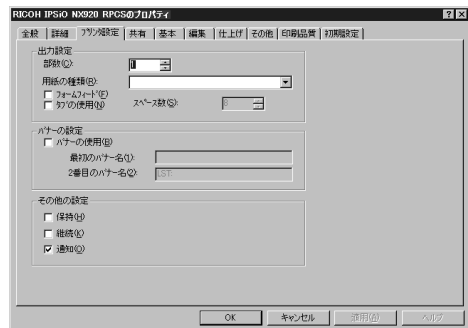 RICOH IPSiO NX920 RPCSのプロパティ
全般 詳細 プリンタ設定 共有 基本 編集 仕上げ その他 印刷品質 初期設定
出力設定
部数(C): 1
用紙の種類(R):
フォームフィード(F)
タブの使用(N) スペース数(S): 8
バナーの設定
バナーの使用(B)
最初のバナー名(1):
2番目のバナー名(2): LST:
その他の設定
保持(H)
継続(K)
通知(O)
OK キャンセル 適用(A) ヘルプ